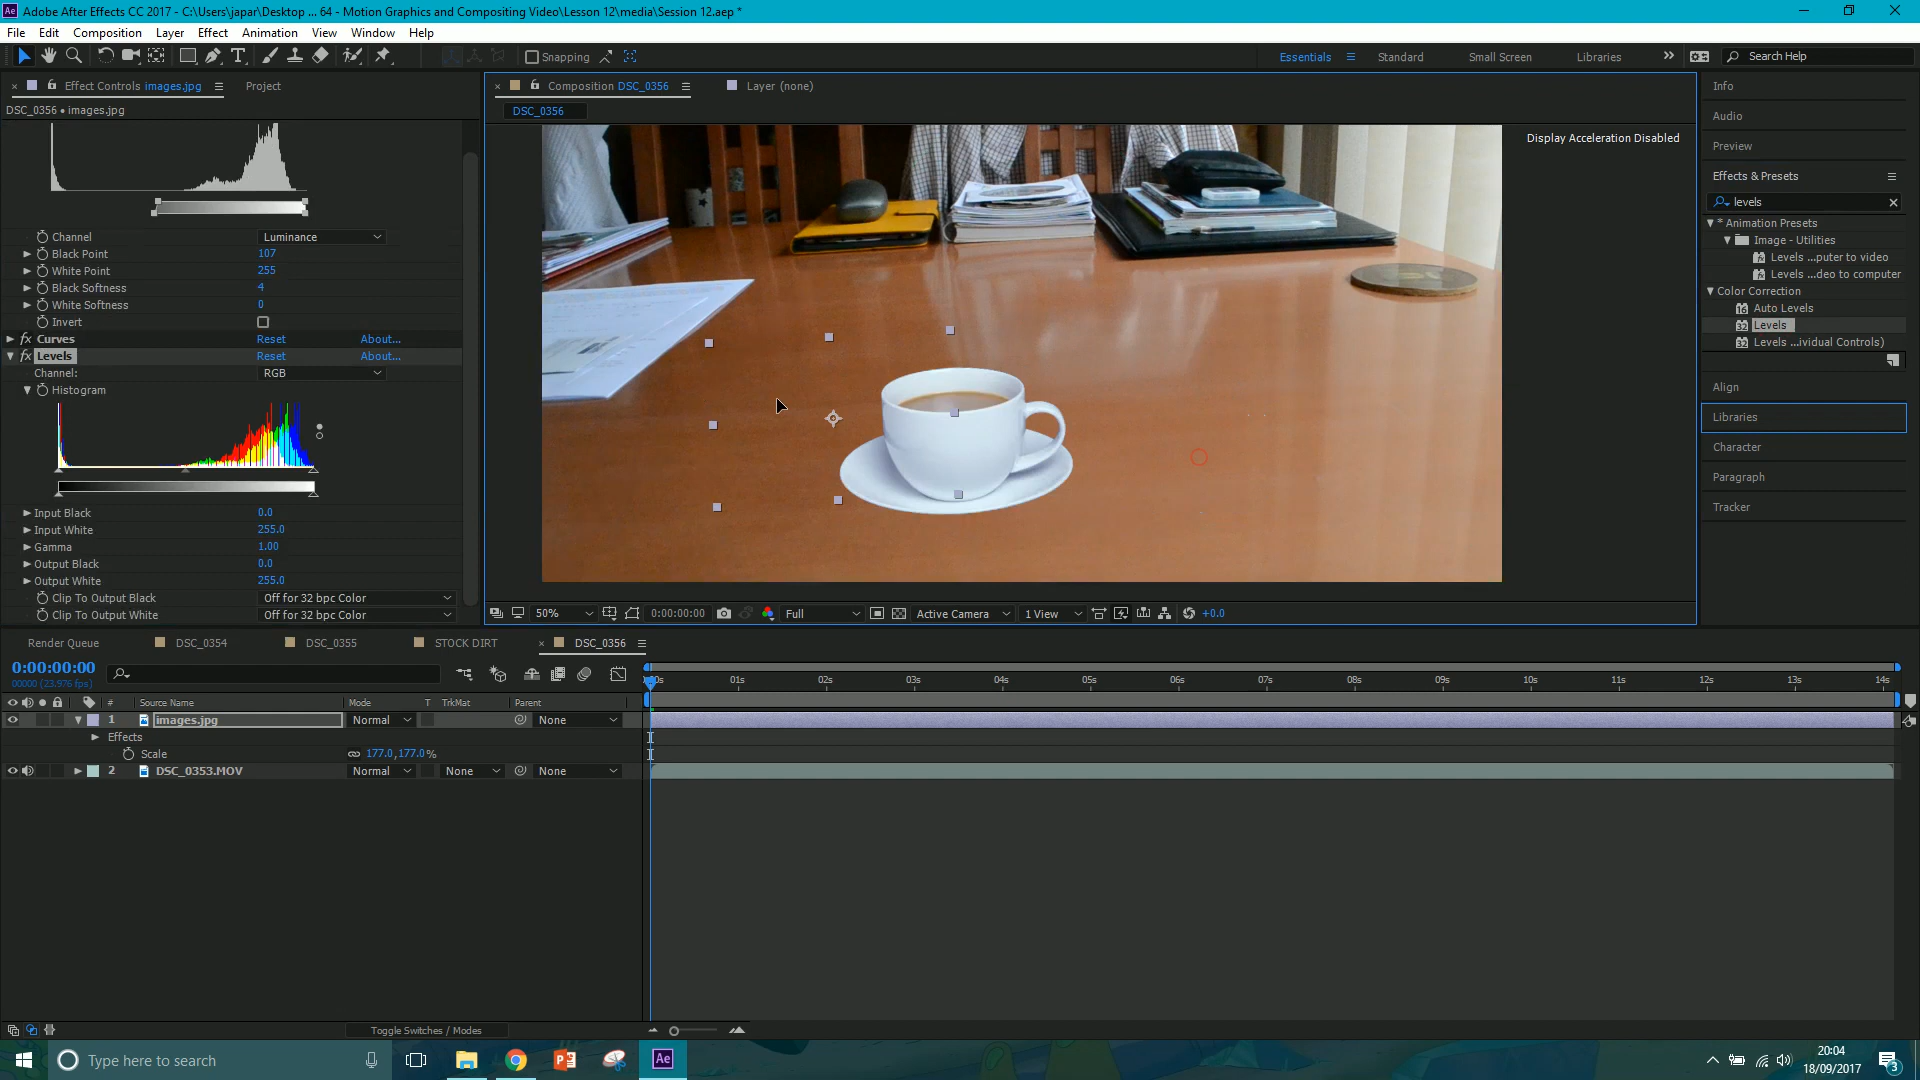 Adobe After Effects CC 2017 - C:\Users\japar\Desktop ... 64 - Motion Graphics and Compositing Video\Lesson 12\media\Session 12.aep *
File Edit Composition Layer Effect Animation View Window Help
Snapping
Essentials Standard Small Screen Libraries Search Help
Effect Controls images.jpg Project
DSC_0356 • images.jpg
Composition DSC_0356 Layer (none)
DSC_0356
Display Acceleration Disabled
Channel Luminance
Black Point 107
White Point 255
Black Softness 4
White Softness 0
Invert
fx Curves Reset About...
fx Levels Reset About...
Channel: RGB
Histogram
Input Black 0.0
Input White 255.0
Gamma 1.00
Output Black 0.0
Output White 255.0
Clip To Output Black Off for 32 bpc Color
Clip To Output White Off for 32 bpc Color
50% 0:00:00:00 Full Active Camera 1 View +0.0
Info
Audio
Preview
Effects & Presets
levels
* Animation Presets
Image - Utilities
Levels ...puter to video
Levels ...deo to computer
Color Correction
Auto Levels
Levels
Levels ...ividual Controls)
Align
Libraries
Character
Paragraph
Tracker
Render Queue DSC_0354 DSC_0355 STOCK DIRT DSC_0356
0:00:00:00
00000 (23.976 fps)
# Source Name Mode T TrkMat Parent
1 images.jpg Normal None
Effects
Scale 177.0,177.0%
2 DSC_0353.MOV Normal None None
01s 02s 03s 04s 05s 06s 07s 08s 09s 10s 11s 12s 13s 14s
Toggle Switches / Modes
Type here to search
Ae
20:04
18/09/2017
3